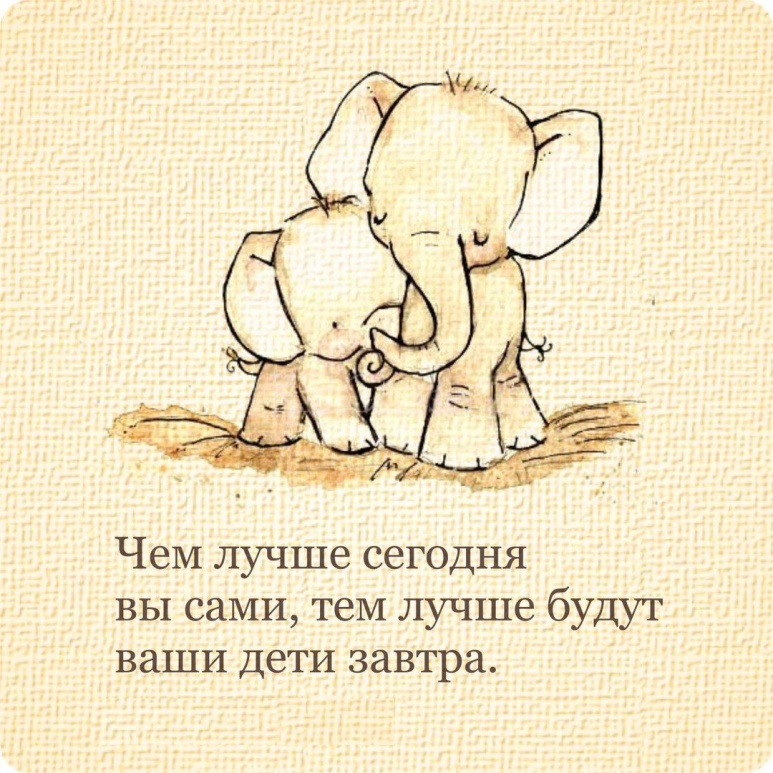 Чем лучше сегодня
вы сами, тем лучше будут
ваши дети завтра.